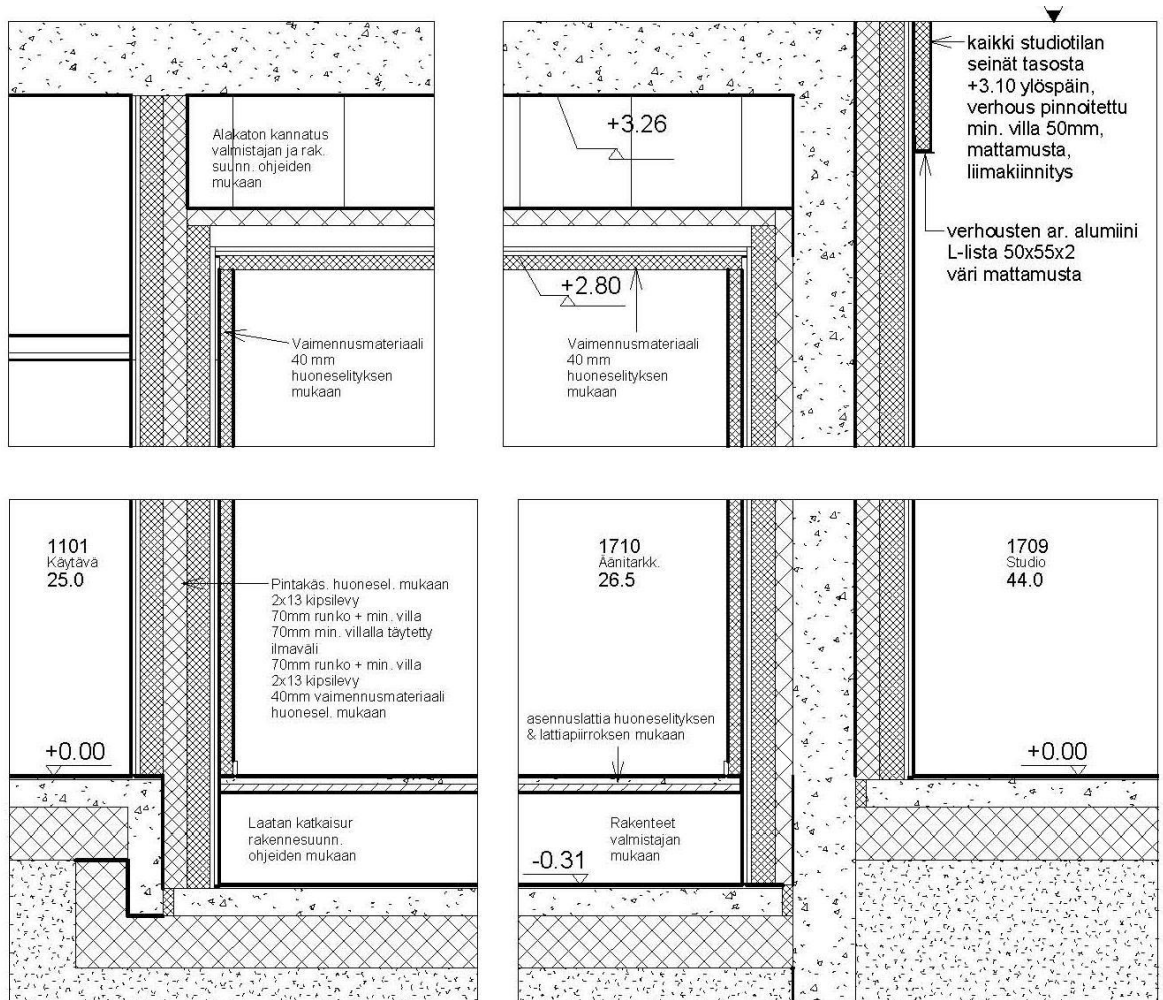 Alakaton kannatus
valmistajan ja rak.
suunn. ohjeiden
mukaan
+3.26
kaikki studiotilan
seinät tasosta
+3.10 ylöspäin,
verhous pinnoitettu
min. villa 50mm,
mattamusta,
liimakiinnitys
verhousten ar. alumiini
L-lista 50x55x2
väri mattamusta
+2.80
Vaimennusmateriaali
40 mm
huoneselityksen
mukaan
Vaimennusmateriaali
40 mm
huoneselityksen
mukaan
1101
Käytävä
25.0
Pintakäs. huonesel. mukaan
2x13 kipsilevy
70mm runko + min. villa
70mm min. villalla täytetty
ilmaväli
70mm runko + min. villa
2x13 kipsilevy
40mm vaimennusmateriaali
huonesel. mukaan
1710
Äänitarkk.
26.5
1709
Studio
44.0
asennuslattia huoneselityksen
& lattiapiirroksen mukaan
+0.00
+0.00
Laatan katkaisur
rakennesuunn.
ohjeiden mukaan
Rakenteet
valmistajan
mukaan
-0.31